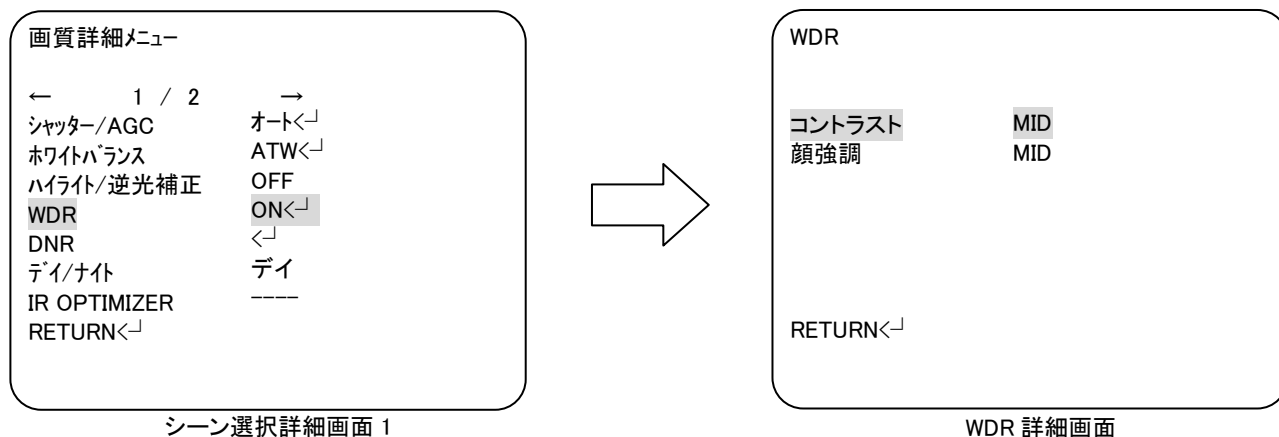 画質詳細ﾒﾆｭｰ
← 1 / 2 →
ｼｬｯﾀｰ/AGC ｵｰﾄ<┘
ﾎﾜｲﾄﾊﾞﾗﾝｽ ATW<┘
ﾊｲﾗｲﾄ/逆光補正 OFF
WDR ON<┘
DNR <┘
ﾃﾞｲ/ﾅｲﾄ デイ
IR OPTIMIZER ----
RETURN<┘
シーン選択詳細画面 1
WDR
コントラスト MID
顔強調 MID
RETURN<┘
WDR 詳細画面